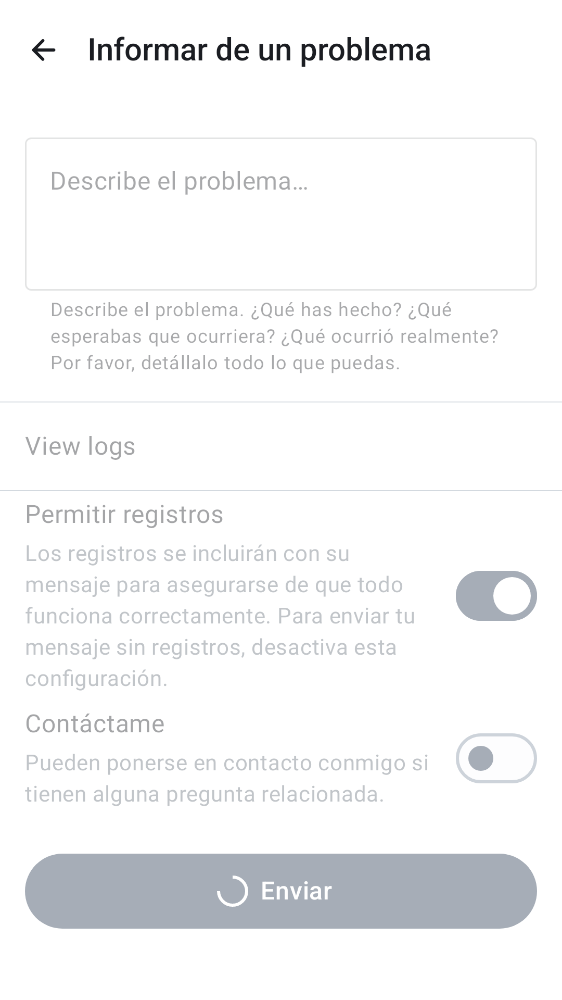 Informar de un problema
Describe el problema…
Describe el problema. ¿Qué has hecho? ¿Qué
esperabas que ocurriera? ¿Qué ocurrió realmente?
Por favor, detállalo todo lo que puedas.
View logs
Permitir registros
Los registros se incluirán con su
mensaje para asegurarse de que todo
funciona correctamente. Para enviar tu
mensaje sin registros, desactiva esta
configuración.
Contáctame
Pueden ponerse en contacto conmigo si
tienen alguna pregunta relacionada.
Enviar